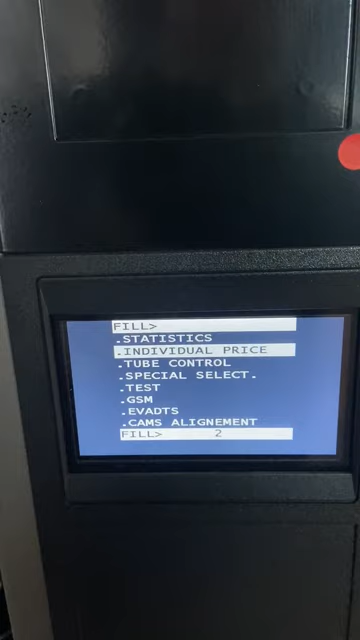 FILL>
.STATISTICS
.INDIVIDUAL PRICE
.TUBE CONTROL
.SPECIAL SELECT.
.TEST
.GSM
.EVADTS
.CAMS ALIGNEMENT
FILL> 2